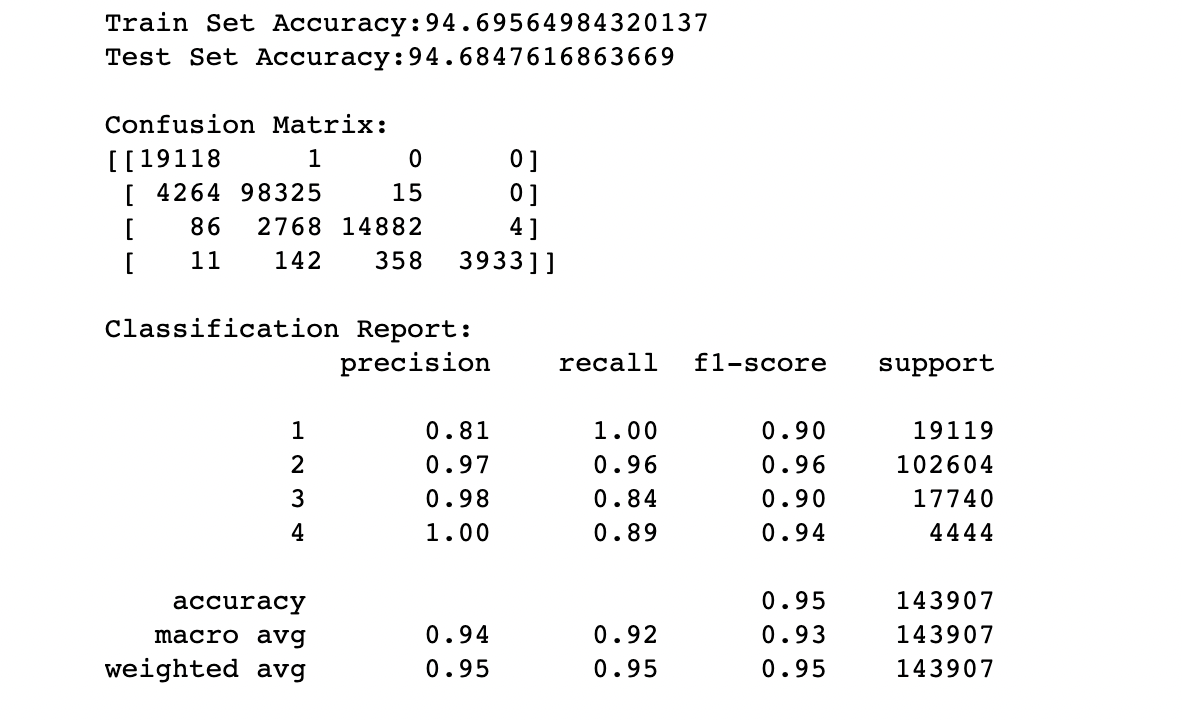 Train Set Accuracy:94.69564984320137
Test Set Accuracy:94.6847616863669
Confusion Matrix:
[[19118     1     0     0]
 [ 4264 98325    15     0]
 [   86  2768 14882     4]
 [   11   142   358  3933]]
Classification Report:
precision    recall  f1-score   support
1       0.81      1.00      0.90     19119
2       0.97      0.96      0.96    102604
3       0.98      0.84      0.90     17740
4       1.00      0.89      0.94      4444
accuracy                           0.95    143907
macro avg       0.94      0.92      0.93    143907
weighted avg       0.95      0.95      0.95    143907